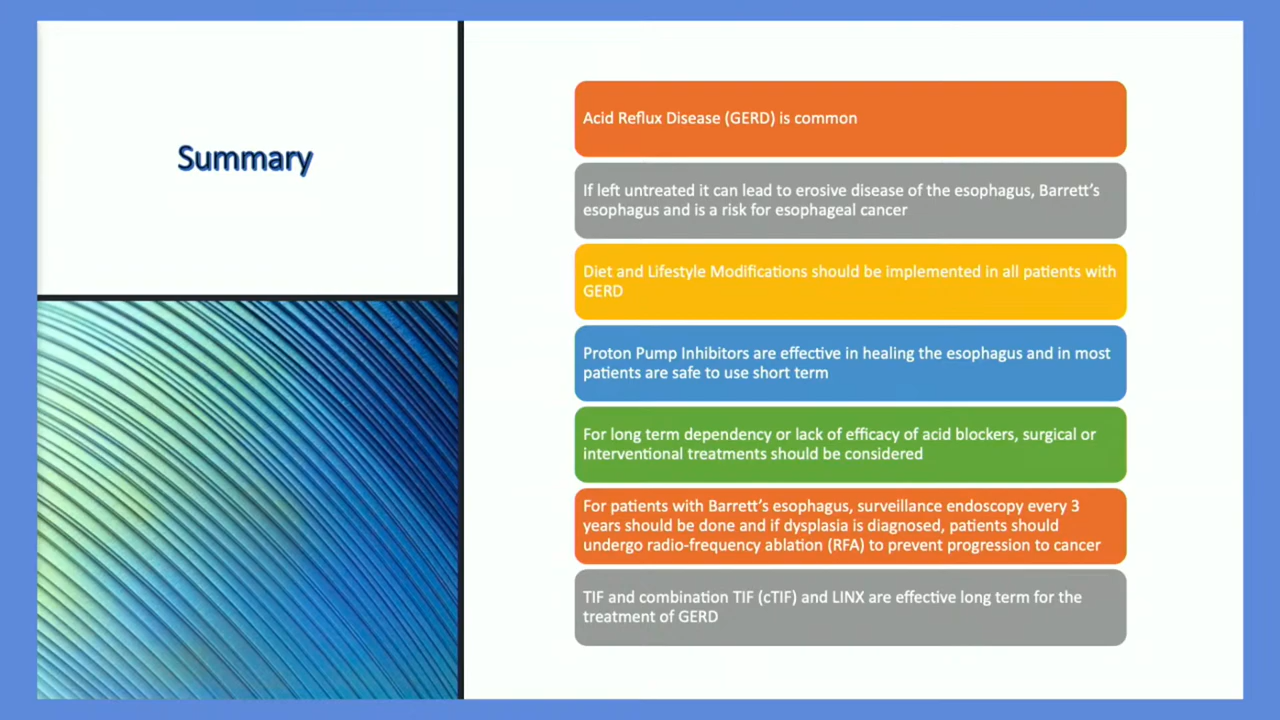 Summary
Acid Reflux Disease (GERD) is common
If left untreated it can lead to erosive disease of the esophagus, Barrett’s
esophagus and is a risk for esophageal cancer
Diet and Lifestyle Modifications should be implemented in all patients with
GERD
Proton Pump Inhibitors are effective in healing the esophagus and in most
patients are safe to use short term
For long term dependency or lack of efficacy of acid blockers, surgical or
interventional treatments should be considered
For patients with Barrett’s esophagus, surveillance endoscopy every 3
years should be done and if dysplasia is diagnosed, patients should
undergo radio-frequency ablation (RFA) to prevent progression to cancer
TIF and combination TIF (cTIF) and LINX are effective long term for the
treatment of GERD